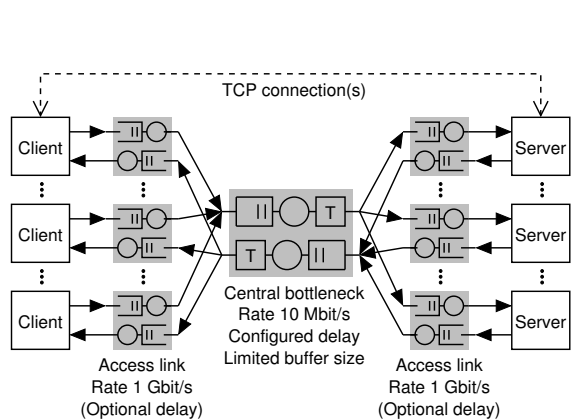 TCP connection(s)
Client
Server
Client
T
Server
T
Client
Server
Central bottleneck
Rate 10 Mbit/s
Configured delay
Limited buffer size
Access link
Rate 1 Gbit/s
(Optional delay)
Access link
Rate 1 Gbit/s
(Optional delay)